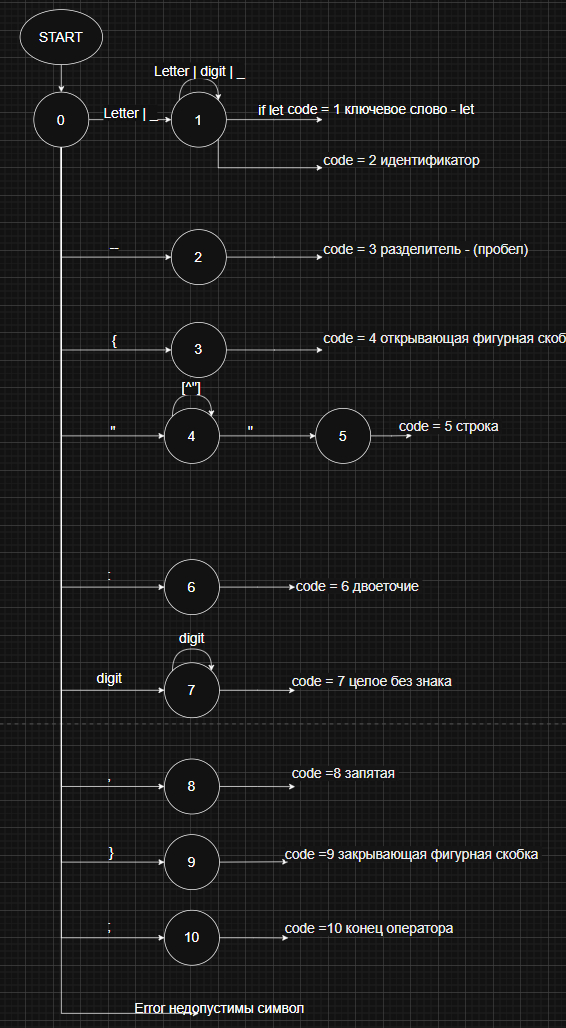 START
Letter | digit | _
0
Letter | _
1
if let code = 1 ключевое слово - let
code = 2 идентификатор
_
2
code = 3 разделитель - (пробел)
{
3
code = 4 открывающая фигурная скоб
[^"]
"
4
"
5
code = 5 строка
:
6
code = 6 двоеточие
digit
digit
7
code = 7 целое без знака
,
8
code =8 запятая
}
9
code =9 закрывающая фигурная скобка
;
10
code =10 конец оператора
Error недопустимы символ